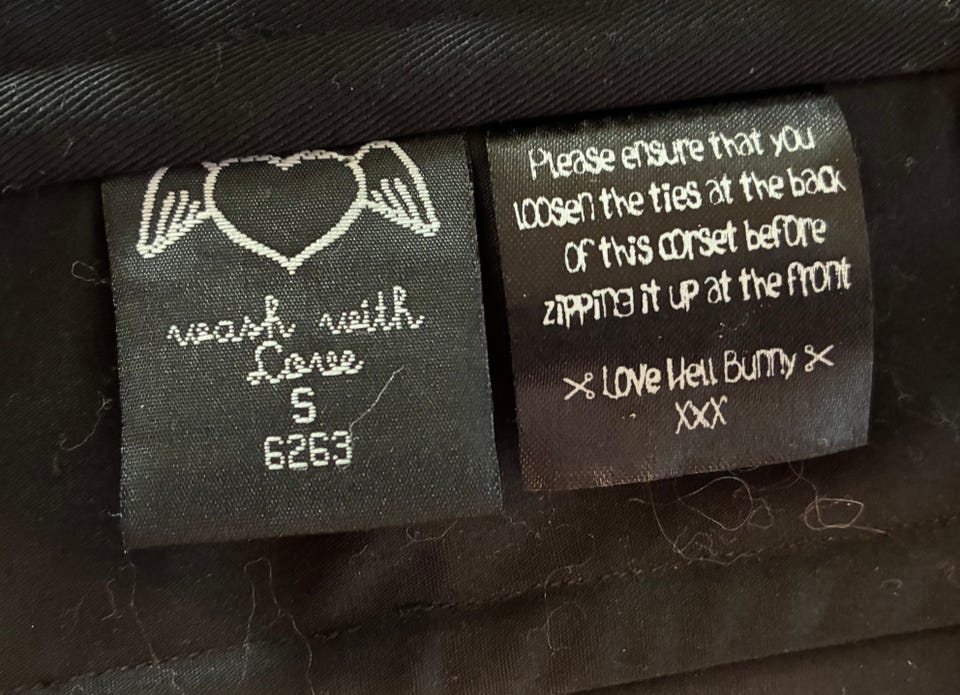 wash with
Love
S
6263
Please ensure that you
loosen the ties at the back
of this corset before
zipping it up at the front
Love Hell Bunny
XXX